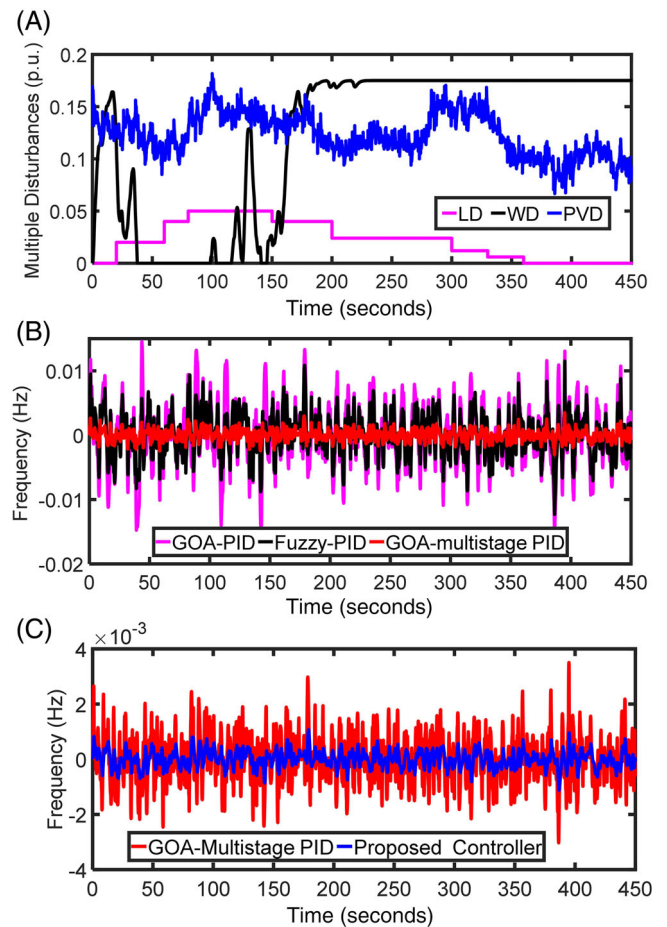 (A)
Multiple Disturbances (p.u.)
0.2
0.15
0.1
0.05
0
LD WD PVD
0 50 100 150 200 250 300 350 400 450
Time (seconds)
(B)
Frequency (Hz)
0.01
0
-0.01
-0.02
GOA-PID Fuzzy-PID GOA-multistage PID
0 50 100 150 200 250 300 350 400 450
Time (seconds)
(C)
×10⁻³
Frequency (Hz)
4
2
0
-2
-4
GOA-Multistage PID Proposed Controller
0 50 100 150 200 250 300 350 400 450
Time (seconds)